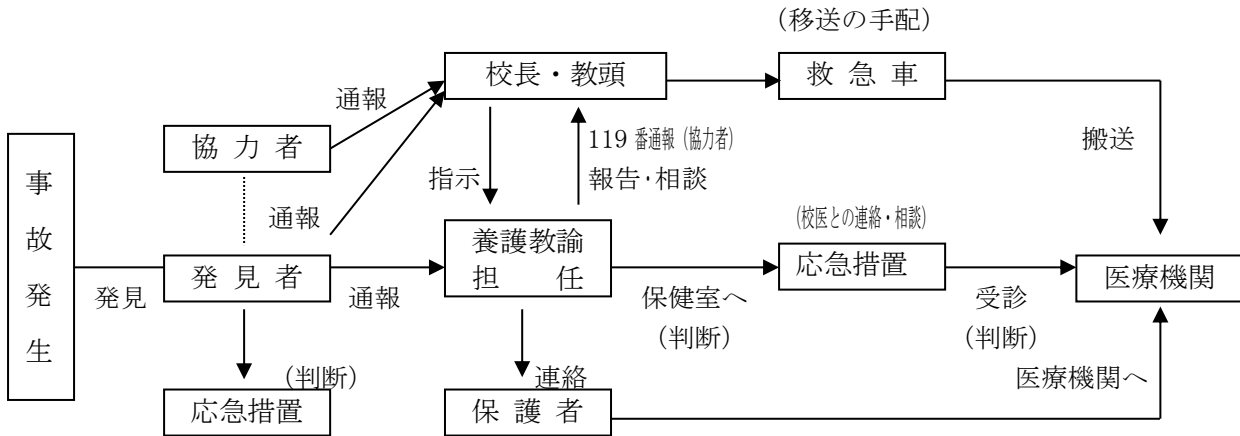 (移送の手配)
校長・教頭
救 急 車
通報
協 力 者
119 番通報 (協力者)
搬送
指示
報告・相談
事故発生
通報
(校医との連絡・相談)
養護教諭
担 任
発見
発 見 者
通報
保健室へ
(判断)
応急措置
受診
(判断)
医療機関
(判断)
連絡
医療機関へ
応急措置
保 護 者